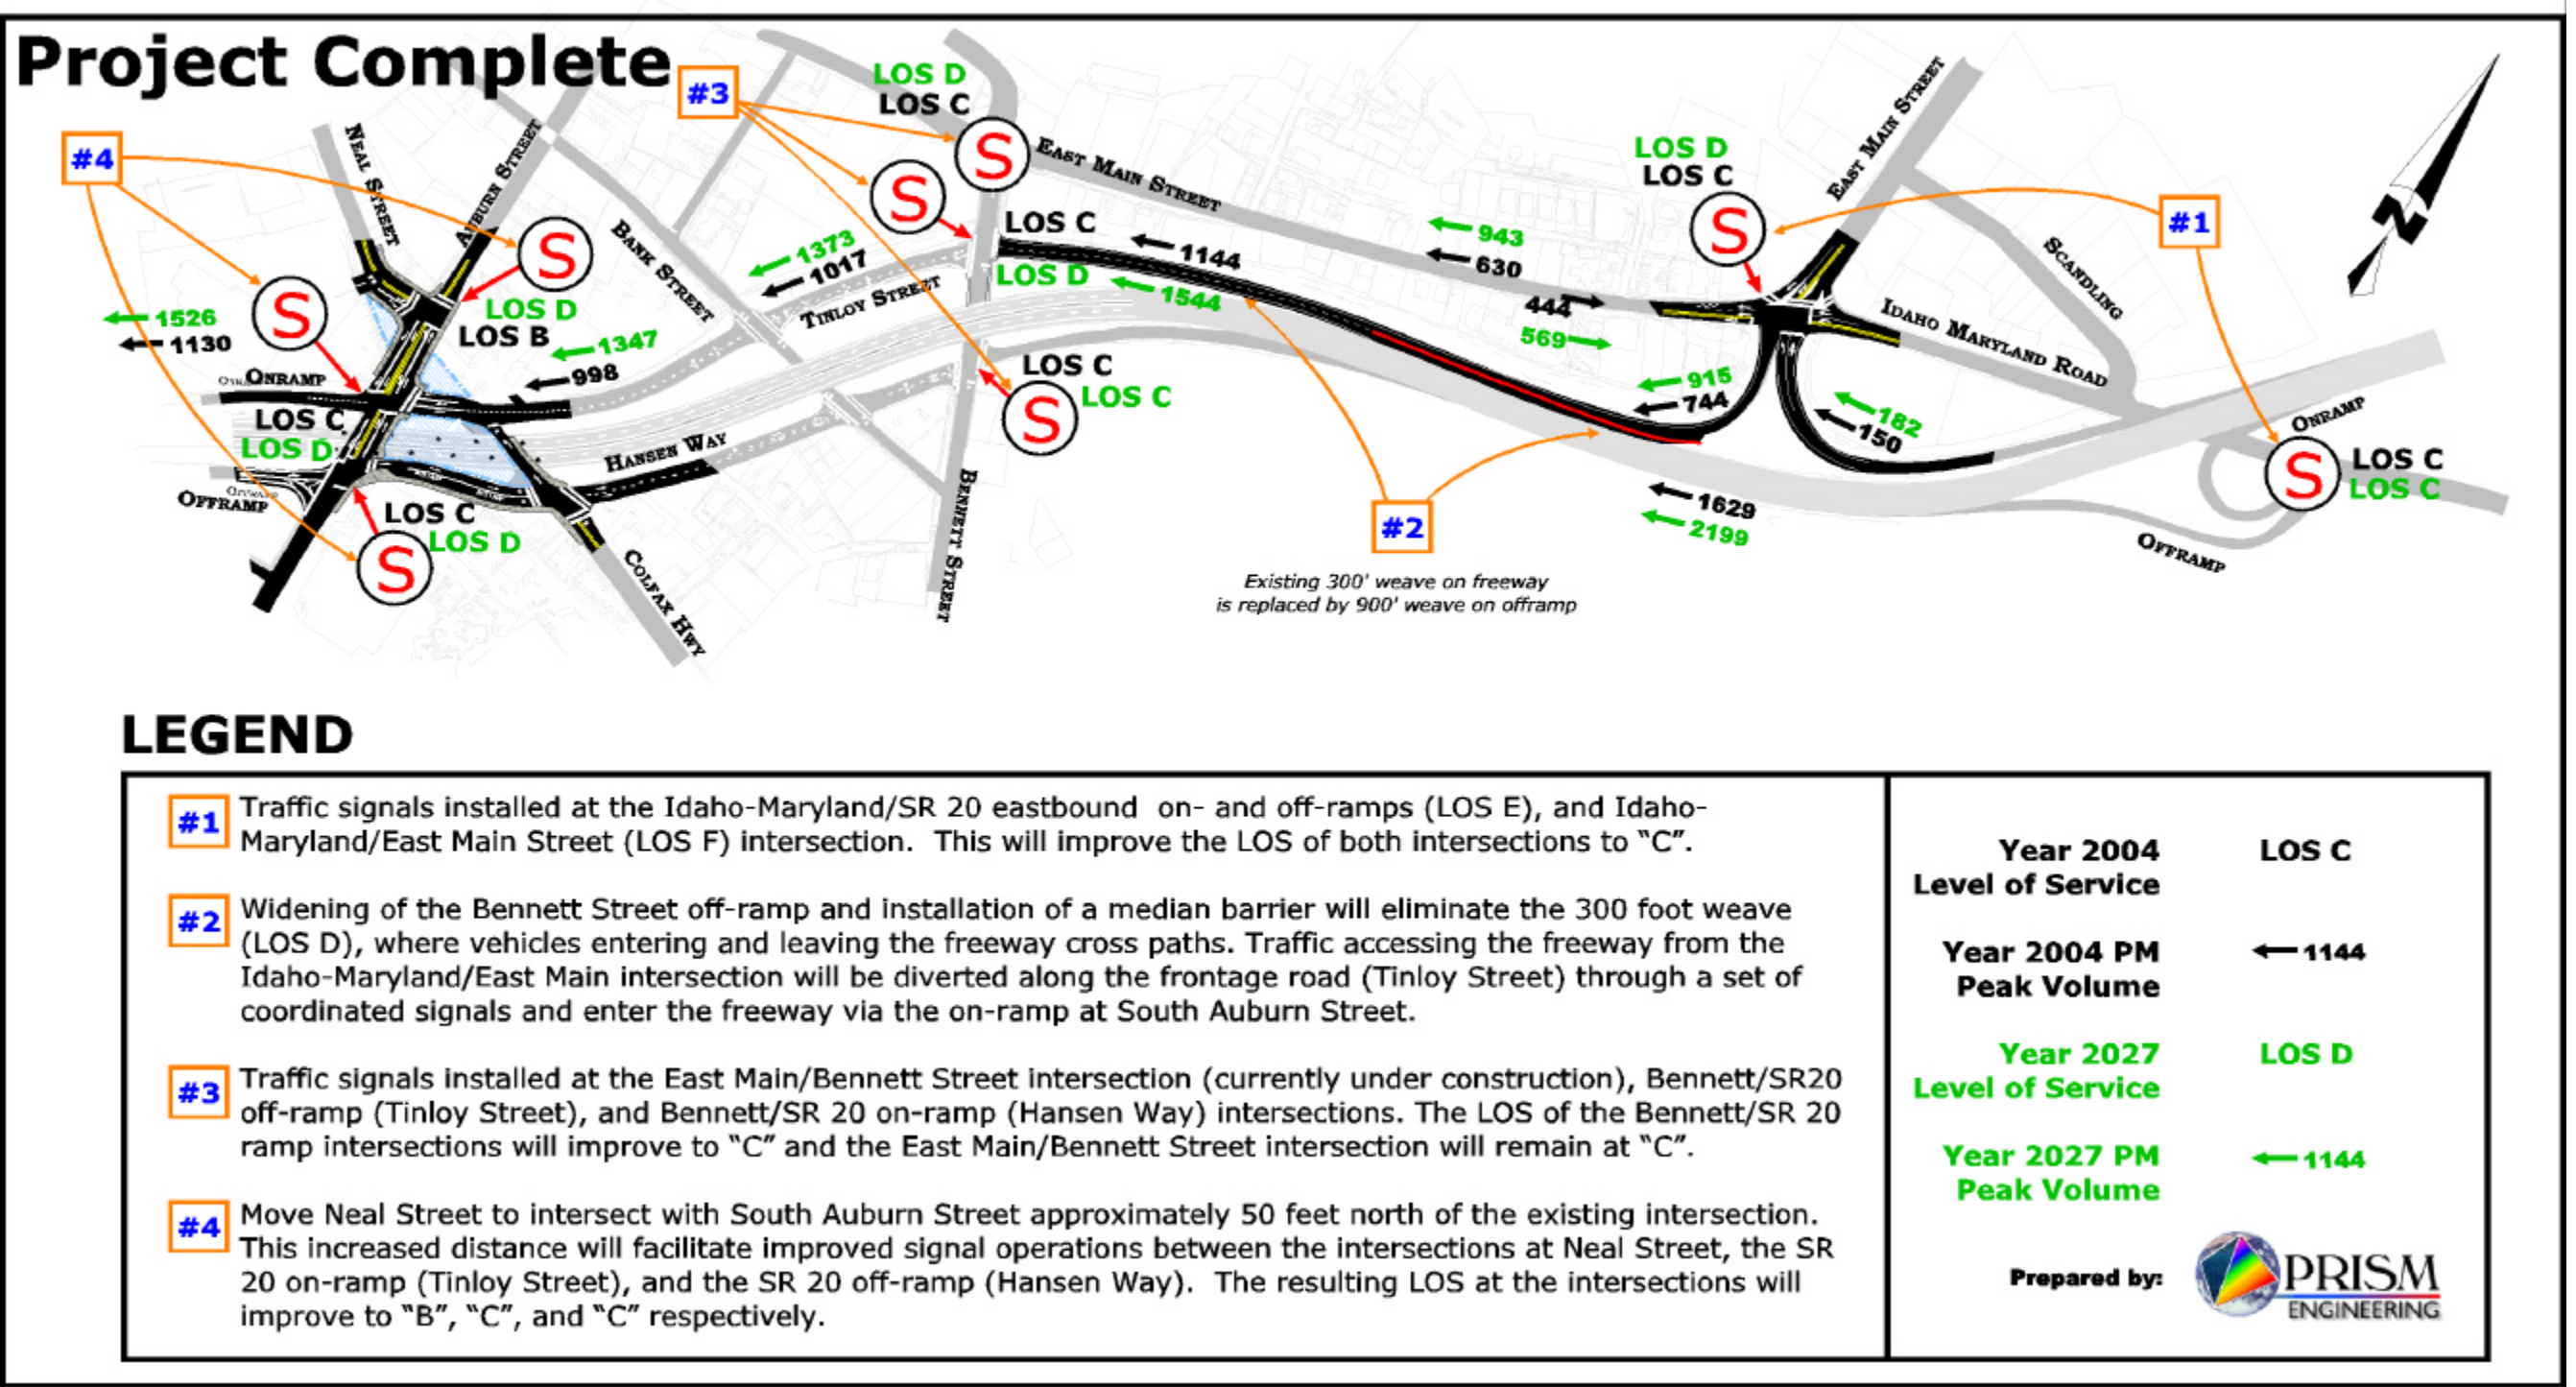 Project Complete
#3
LOS D
LOS C
#4
NEAL STREET
AUBURN STREET
EAST MAIN STREET
LOS D
LOS C
EAST MAIN STREET
#1
SCANDLING
BANK STREET
1373
1017
TINLOY STREET
LOS C
LOS D
1144
1544
943
630
444
569
IDAHO MARYLAND ROAD
1526
1130
LOS D
LOS B
1347
998
ONRAMP
LOS C
LOS D
OFFRAMP
HANSEN WAY
LOS C
LOS C
915
744
182
150
ONRAMP
LOS C
LOS C
LOS C
LOS D
COLFAX HWY
BENNETT STREET
#2
1629
2199
OFFRAMP
Existing 300' weave on freeway
is replaced by 900' weave on offramp
S
S
S
S
S
S
S
S
N
LEGEND
#1 Traffic signals installed at the Idaho-Maryland/SR 20 eastbound on- and off-ramps (LOS E), and Idaho-
Maryland/East Main Street (LOS F) intersection. This will improve the LOS of both intersections to “C”.
#2 Widening of the Bennett Street off-ramp and installation of a median barrier will eliminate the 300 foot weave
(LOS D), where vehicles entering and leaving the freeway cross paths. Traffic accessing the freeway from the
Idaho-Maryland/East Main intersection will be diverted along the frontage road (Tinloy Street) through a set of
coordinated signals and enter the freeway via the on-ramp at South Auburn Street.
#3 Traffic signals installed at the East Main/Bennett Street intersection (currently under construction), Bennett/SR20
off-ramp (Tinloy Street), and Bennett/SR 20 on-ramp (Hansen Way) intersections. The LOS of the Bennett/SR 20
ramp intersections will improve to “C” and the East Main/Bennett Street intersection will remain at “C”.
#4 Move Neal Street to intersect with South Auburn Street approximately 50 feet north of the existing intersection.
This increased distance will facilitate improved signal operations between the intersections at Neal Street, the SR
20 on-ramp (Tinloy Street), and the SR 20 off-ramp (Hansen Way). The resulting LOS at the intersections will
improve to “B”, “C”, and “C” respectively.
Year 2004 LOS C
Level of Service
Year 2004 PM 1144
Peak Volume
Year 2027 LOS D
Level of Service
Year 2027 PM 1144
Peak Volume
Prepared by: PRISM
ENGINEERING